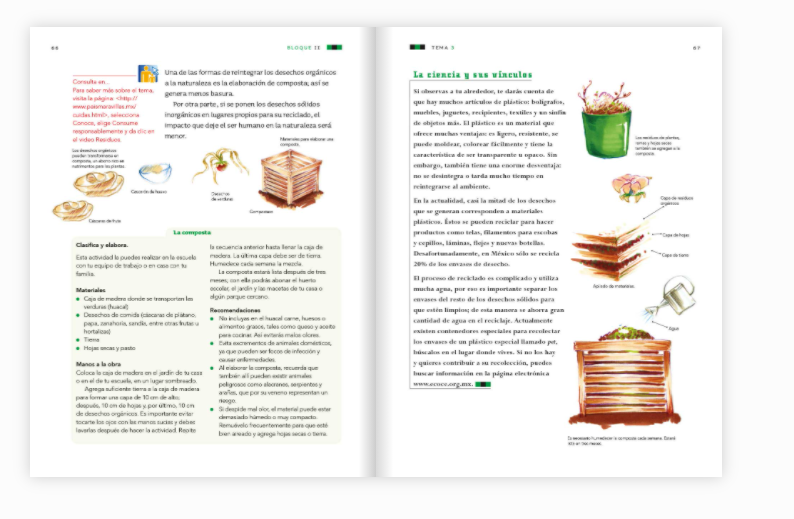 66
BLOQUE II
Consulta en...
Para saber más sobre el tema,
visita la página: <http://
www.paismaravillas.mx/
cuidas.html>, selecciona
Conoce, elige Consume
responsablemente y da clic en
el video Residuos.
Una de las formas de reintegrar los desechos orgánicos
a la naturaleza es la elaboración de composta; así se
genera menos basura.
Por otra parte, si se ponen los desechos sólidos
inorgánicos en lugares propios para su reciclado, el
impacto que deje el ser humano en la naturaleza será
menor.
Los desechos orgánicos
pueden transformarse en
composta, un abono rico en
nutrimentos para las plantas.
Cascarón de huevo
Cáscaras de fruta
Desechos
de verduras
Materiales para elaborar una
composta.
Compostera
La composta
Clasifica y elabora.
Esta actividad la puedes realizar en la escuela
con tu equipo de trabajo o en casa con tu
familia.
Materiales
Caja de madera donde se transportan las
verduras (huacal)
Desechos de comida (cáscaras de plátano,
papa, zanahoria, sandía, entre otras frutas u
hortalizas)
Tierra
Hojas secas y pasto
Manos a la obra
Coloca la caja de madera en el jardín de tu casa
o en el de tu escuela, en un lugar sombreado.
Agrega suficiente tierra a la caja de madera
para formar una capa de 10 cm de alto,
después, 10 cm de hojas y, por último, 10 cm
de desechos orgánicos. Es importante evitar
tocarte los ojos con las manos sucias y debes
lavarlas después de hacer la actividad. Repite
la secuencia anterior hasta llenar la caja de
madera. La última capa debe ser de tierra.
Humedece cada semana la mezcla.
La composta estará lista después de tres
meses; con ella podrás abonar el huerto
escolar, el jardín y las macetas de tu casa o
algún parque cercano.
Recomendaciones
No incluyas en el huacal carne, huesos o
alimentos grasos, tales como queso y aceite
para cocinar. Así evitarás malos olores.
Evita excrementos de animales domésticos,
ya que pueden ser focos de infección y
causar enfermedades.
Al elaborar la composta, recuerda que
también allí pueden existir animales
peligrosos como alacranes, serpientes y
arañas, que por su veneno representan un
riesgo.
Si despide mal olor, el material puede estar
demasiado húmedo o muy compacto.
Remuévelo frecuentemente para que esté
bien aireado y agrega hojas secas o tierra.
TEMA 3
67
La ciencia y sus vínculos
Si observas a tu alrededor, te darás cuenta de
que hay muchos artículos de plástico: bolígrafos,
muebles, juguetes, recipientes, textiles y un sinfín
de objetos más. El plástico es un material que
ofrece muchas ventajas: es ligero, resistente, se
puede moldear, colorear fácilmente y tiene la
característica de ser transparente u opaco. Sin
embargo, también tiene una enorme desventaja:
no se desintegra o tarda mucho tiempo en
reintegrarse al ambiente.
En la actualidad, casi la mitad de los desechos
que se generan corresponden a materiales
plásticos. Éstos se pueden reciclar para hacer
productos como telas, filamentos para escobas
y cepillos, láminas, flejes y nuevas botellas.
Desafortunadamente, en México sólo se recicla
20% de los envases de desecho.
El proceso de reciclado es complicado y utiliza
mucha agua, por eso es importante separar los
envases del resto de los desechos sólidos para
que estén limpios; de esta manera se ahorra gran
cantidad de agua en el reciclaje. Actualmente
existen contenedores especiales para recolectar
los envases de un plástico especial llamado pet,
búscalos en el lugar donde vives. Si no los hay
y quieres contribuir a su recolección, puedes
buscar información en la página electrónica
www.ecoce.org.mx.
Los residuos de plantas,
ramas y hojas secas
también se agregan a la
composta.
Capa de residuos
orgánicos
Capa de hojas
Capa de tierra
Apilado de materiales.
Agua
Es necesario humedecer la composta cada semana. Estará
lista en tres meses.